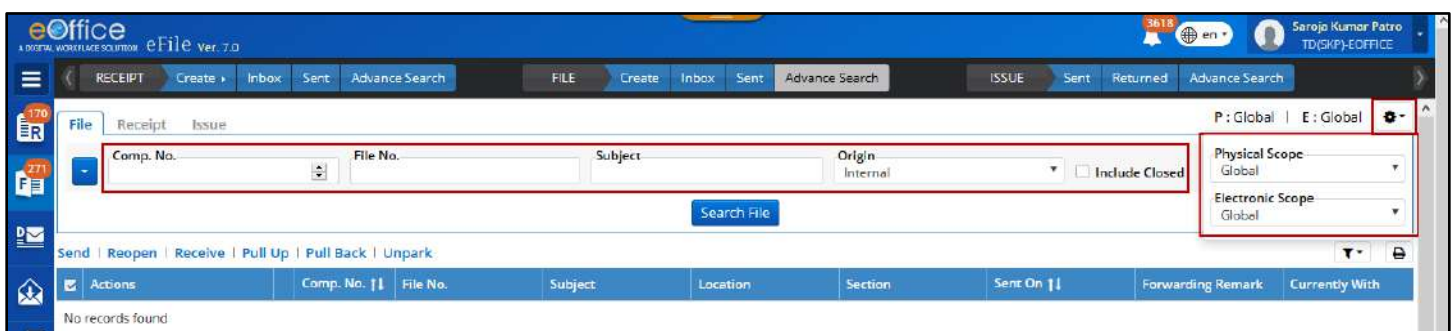 eOffice
A DIGITAL WORKPLACE SOLUTION eFile Ver. 7.0
3618 en Saroja Kumar Patro
TD(SKP)-EOFFICE
RECEIPT Create Inbox Sent Advance Search FILE Create Inbox Sent Advance Search ISSUE Sent Returned Advance Search
170 R
File Receipt Issue P : Global | E : Global
Comp. No. File No. Subject Origin Internal Include Closed
Physical Scope
Global
271 F
Search File
Electronic Scope
Global
D
Send | Reopen | Receive | Pull Up | Pull Back | Unpark
Actions Comp. No. File No. Subject Location Section Sent On Forwarding Remark Currently With
No records found